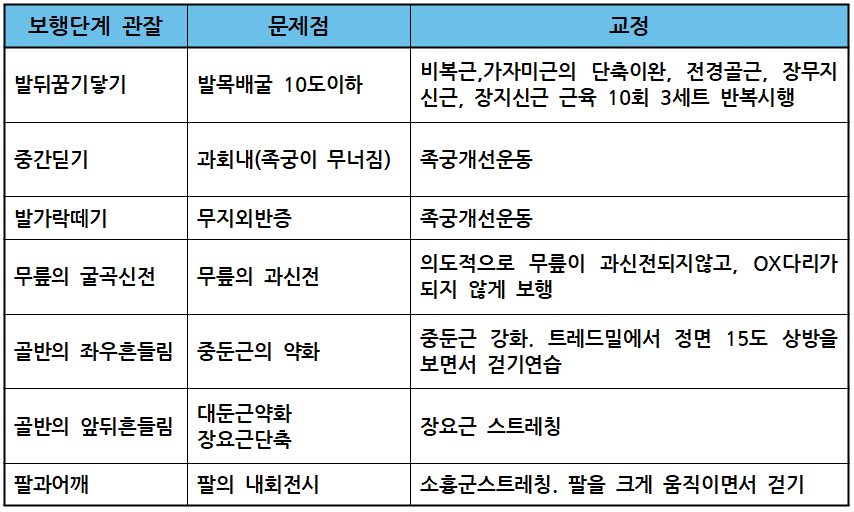 보행단계 관잘 문제점 교정
발뒤꿈기닿기 발목배굴 10도이하 비복근,가자미근의 단축이완, 전경골근, 장무지
신근, 장지신근 근육 10회 3세트 반복시행
중간딛기 과회내(족궁이 무너짐) 족궁개선운동
발가락떼기 무지외반증 족궁개선운동
무릎의 굴곡신전 무릎의 과신전 의도적으로 무릎이 과신전되지않고, OX다리가
되지 않게 보행
골반의 좌우흔들림 중둔근의 약화 중둔근 강화. 트레드밀에서 정면 15도 상방을
보면서 걷기연습
골반의 앞뒤흔들림 대둔근약화
장요근단축 장요근 스트레칭
팔과어깨 팔의 내회전시 소흉군스트레칭. 팔을 크게 움직이면서 걷기